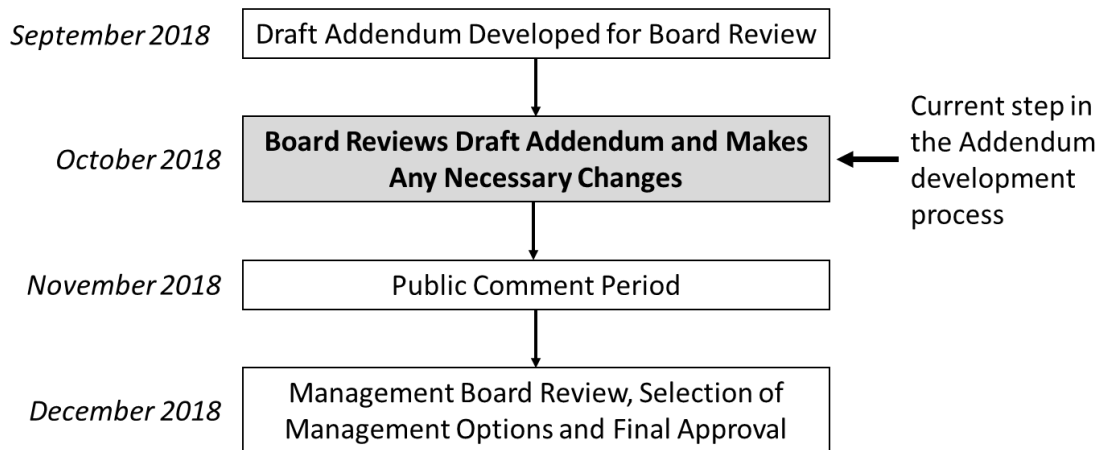 September 2018
Draft Addendum Developed for Board Review
October 2018
Board Reviews Draft Addendum and Makes
Any Necessary Changes
Current step in
the Addendum
development
process
November 2018
Public Comment Period
December 2018
Management Board Review, Selection of
Management Options and Final Approval